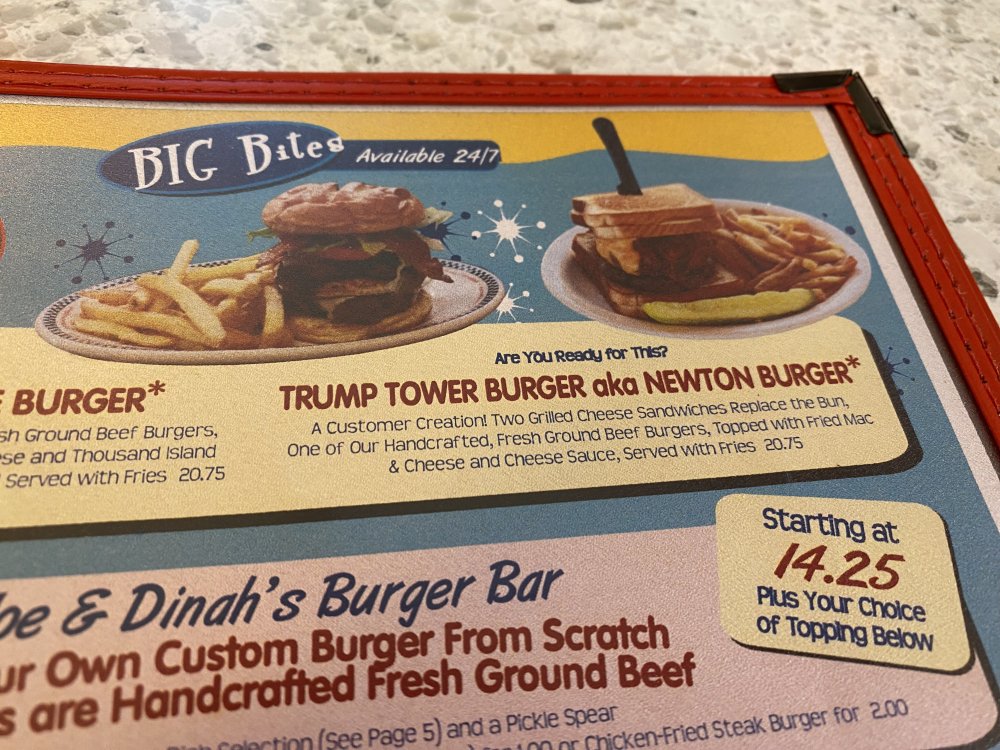 BIG Bites Available 24/7
Are You Ready for This?
BURGER*
TRUMP TOWER BURGER aka NEWTON BURGER*
Ground Beef Burgers,
and Thousand Island
Served with Fries 20.75
A Customer Creation! Two Grilled Cheese Sandwiches Replace the Bun,
One of Our Handcrafted, Fresh Ground Beef Burgers, Topped with Fried Mac
& Cheese and Cheese Sauce, Served with Fries 20.75
Starting at
14.25
Plus Your Choice
of Topping Below
& Dinah's Burger Bar
Own Custom Burger From Scratch
are Handcrafted Fresh Ground Beef
Selection (See Page 5) and a Pickle Spear
or Chicken-Fried Steak Burger for 2.00